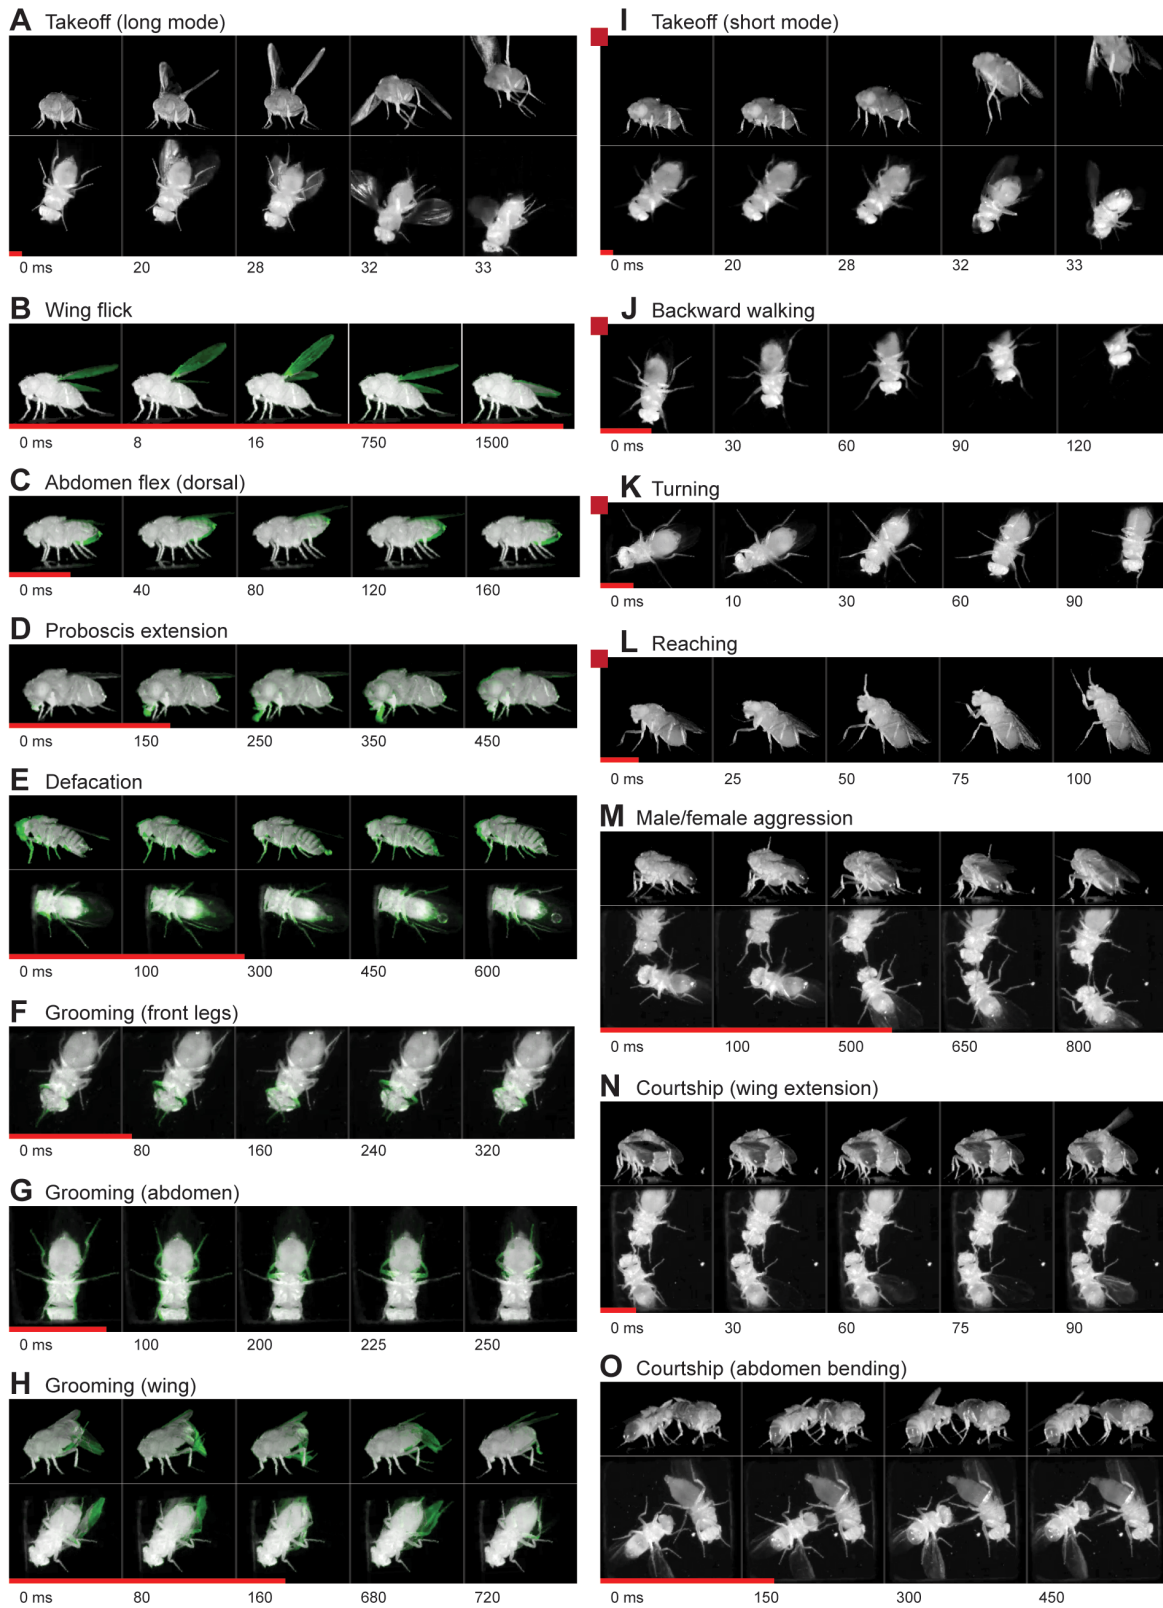 A Takeoff (long mode)
0 ms 20 28 32 33
B Wing flick
0 ms 8 16 750 1500
C Abdomen flex (dorsal)
0 ms 40 80 120 160
D Proboscis extension
0 ms 150 250 350 450
E Defacation
0 ms 100 300 450 600
F Grooming (front legs)
0 ms 80 160 240 320
G Grooming (abdomen)
0 ms 100 200 225 250
H Grooming (wing)
0 ms 80 160 680 720
I Takeoff (short mode)
0 ms 20 28 32 33
J Backward walking
0 ms 30 60 90 120
K Turning
0 ms 10 30 60 90
L Reaching
0 ms 25 50 75 100
M Male/female aggression
0 ms 100 500 650 800
N Courtship (wing extension)
0 ms 30 60 75 90
O Courtship (abdomen bending)
0 ms 150 300 450